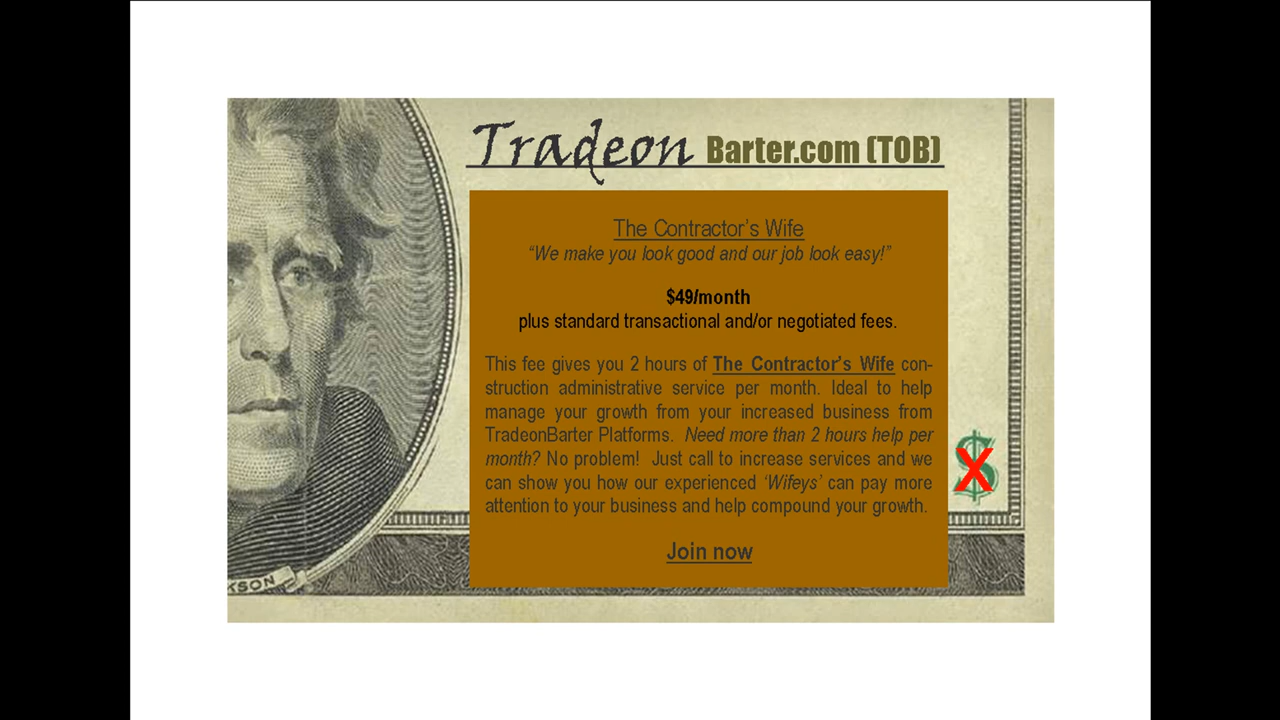 Tradeon Barter.com (TOB)
The Contractor's Wife
“We make you look good and our job look easy!”
$49/month
plus standard transactional and/or negotiated fees.
This fee gives you 2 hours of The Contractor's Wife con-
struction administrative service per month. Ideal to help
manage your growth from your increased business from
TradeonBarter Platforms. Need more than 2 hours help per
month? No problem! Just call to increase services and we
can show you how our experienced ‘Wifeys’ can pay more
attention to your business and help compound your growth.
$
X
Join now
KSON